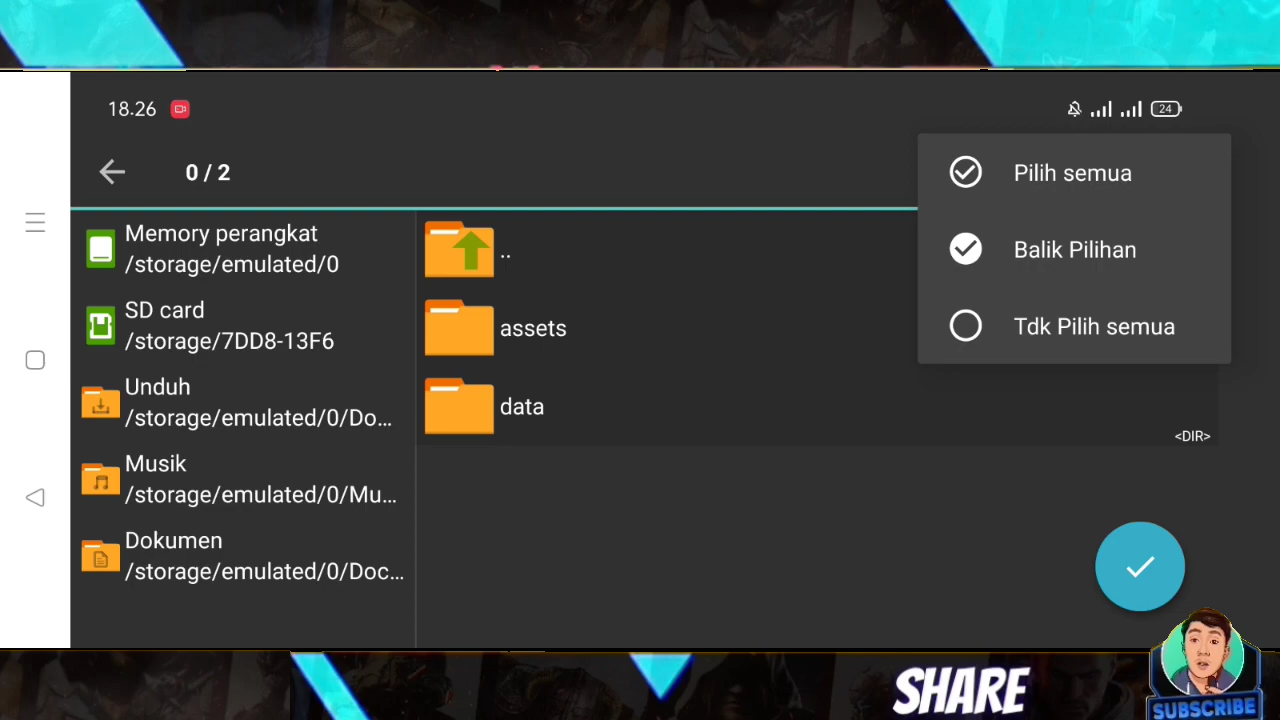 18.26
24
0 / 2
Pilih semua
Balik Pilihan
Tdk Pilih semua
Memory perangkat
/storage/emulated/0
SD card
/storage/7DD8-13F6
Unduh
/storage/emulated/0/Do...
Musik
/storage/emulated/0/Mu...
Dokumen
/storage/emulated/0/Doc...
..
assets
data
<DIR>
SHARE
SUBSCRIBE